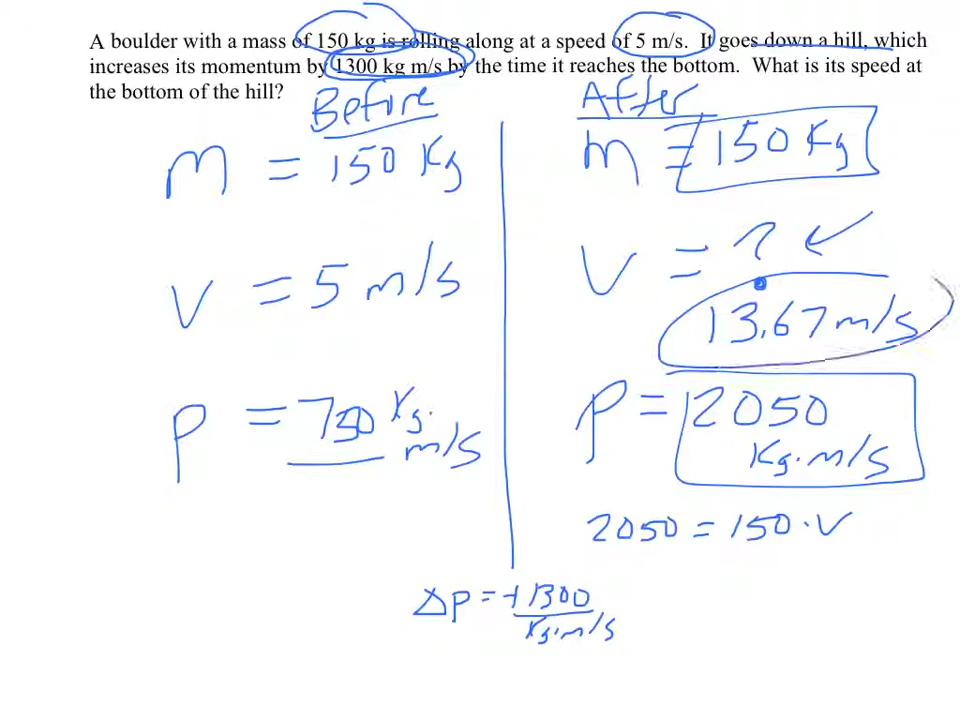 A boulder with a mass of 150 kg is rolling along at a speed of 5 m/s. It goes down a hill, which
increases its momentum by 1300 kg m/s by the time it reaches the bottom. What is its speed at
the bottom of the hill?
Before
m = 150 Kg
v = 5 m/s
p = 750 Kg·
m/s
After
m = 150 Kg
v = ?
13.67 m/s
p = 2050
Kg·m/s
2050 = 150·V
Δp = +1300
Kg·m/s